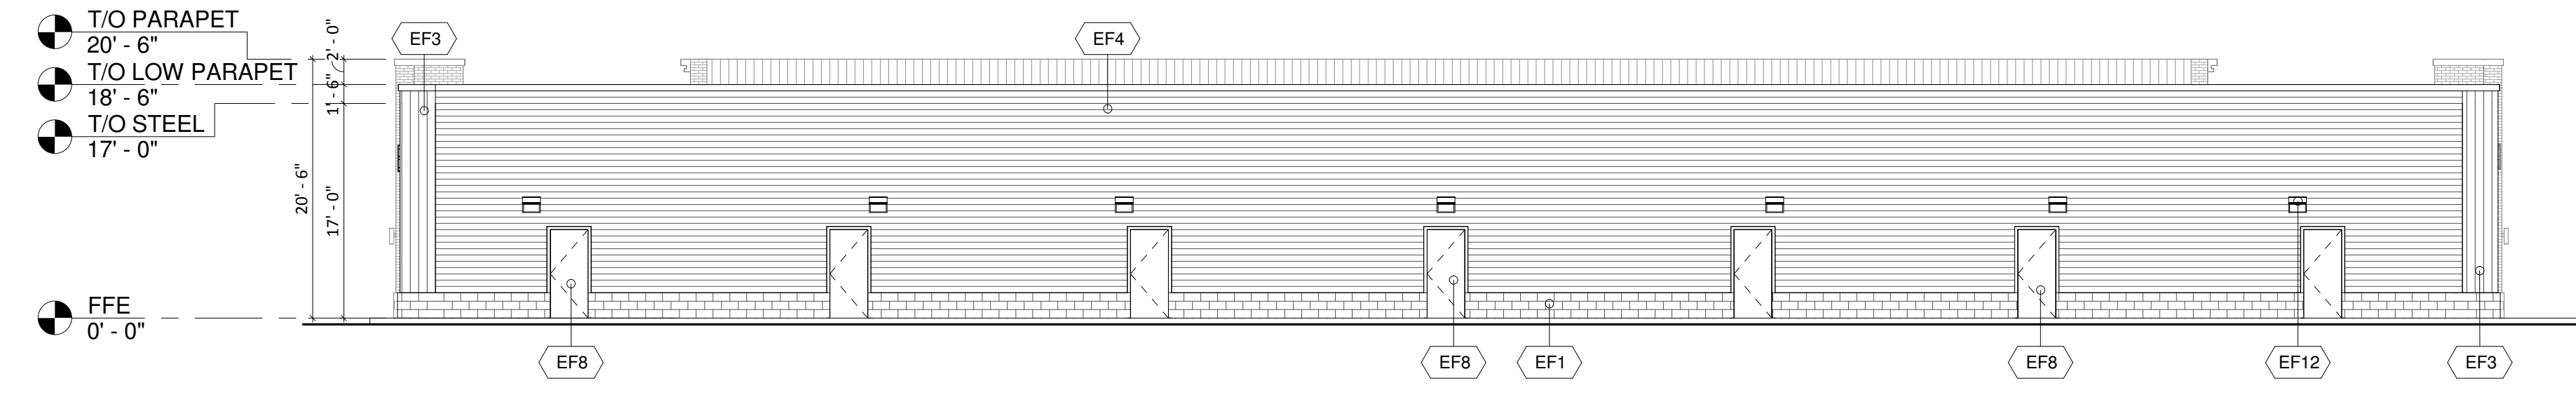 T/O PARAPET
20' - 6"
T/O LOW PARAPET
18' - 6"
T/O STEEL
17' - 0"
FFE
0' - 0"
2' - 0"
1' - 6"
20' - 6"
17' - 0"
EF3
EF4
EF8
EF8
EF1
EF8
EF12
EF3